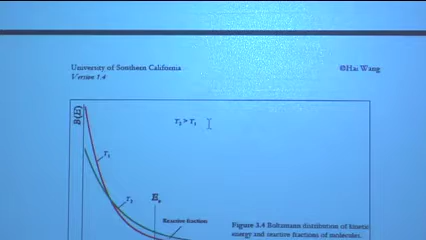 University of Southern California
©Hai Wang
Version 1.4
B(E)
T₂ > T₁
T₁
T₂
Eₐ
Reactive fraction
Figure 3.4 Boltzmann distribution of kinetic
energy and reactive fractions of molecules.